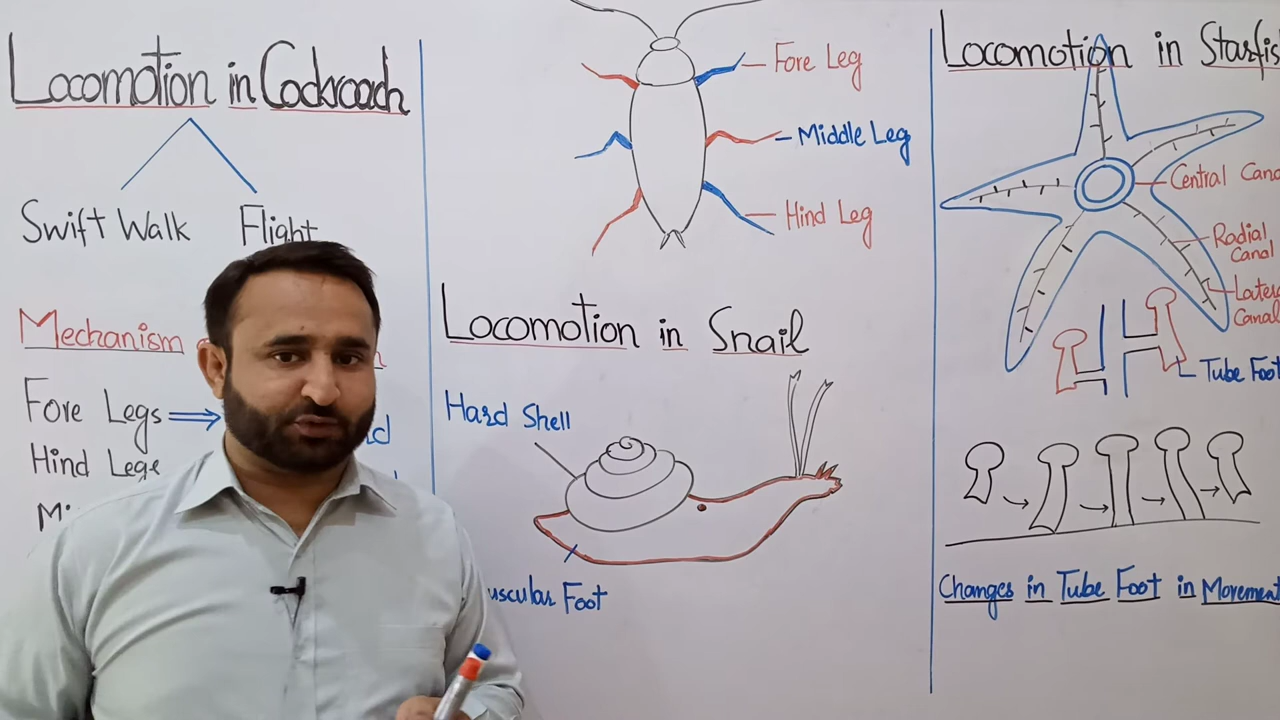 Locomotion in Cockroach
Swift Walk
Flight
Mechanism
Fore Legs
Hind Legs
Fore Leg
Middle Leg
Hind Leg
Locomotion in Snail
Hard Shell
uscular Foot
Locomotion in Starfis
Central Cana
Radial
Canal
Latera
Canal
Tube Foot
Changes in Tube Foot in Movement